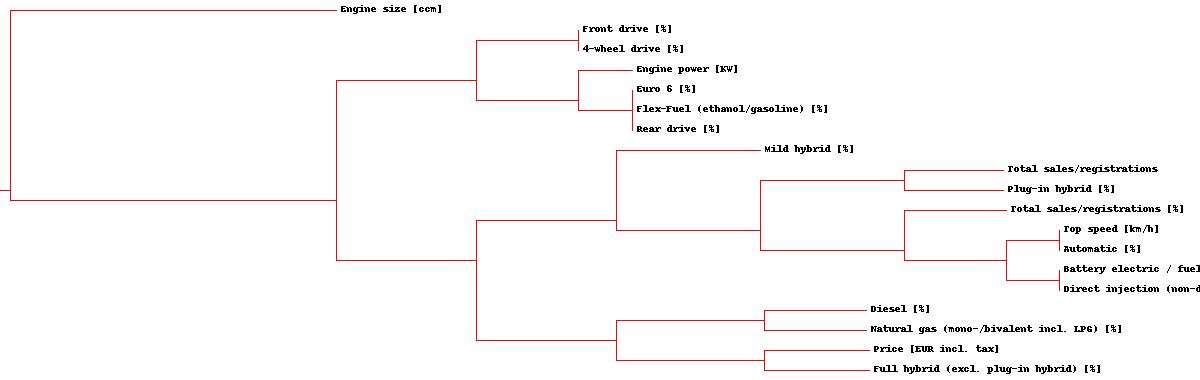 Engine size [ccm]
Front drive [%]
4-wheel drive [%]
Engine power [KW]
Euro 6 [%]
Flex-Fuel (ethanol/gasoline) [%]
Rear drive [%]
Mild hybrid [%]
Total sales/registrations
Plug-in hybrid [%]
Total sales/registrations [%]
Top speed [km/h]
Automatic [%]
Battery electric / fuel
Direct injection (non-d
Diesel [%]
Natural gas (mono-/bivalent incl. LPG) [%]
Price [EUR incl. tax]
Full hybrid (excl. plug-in hybrid) [%]